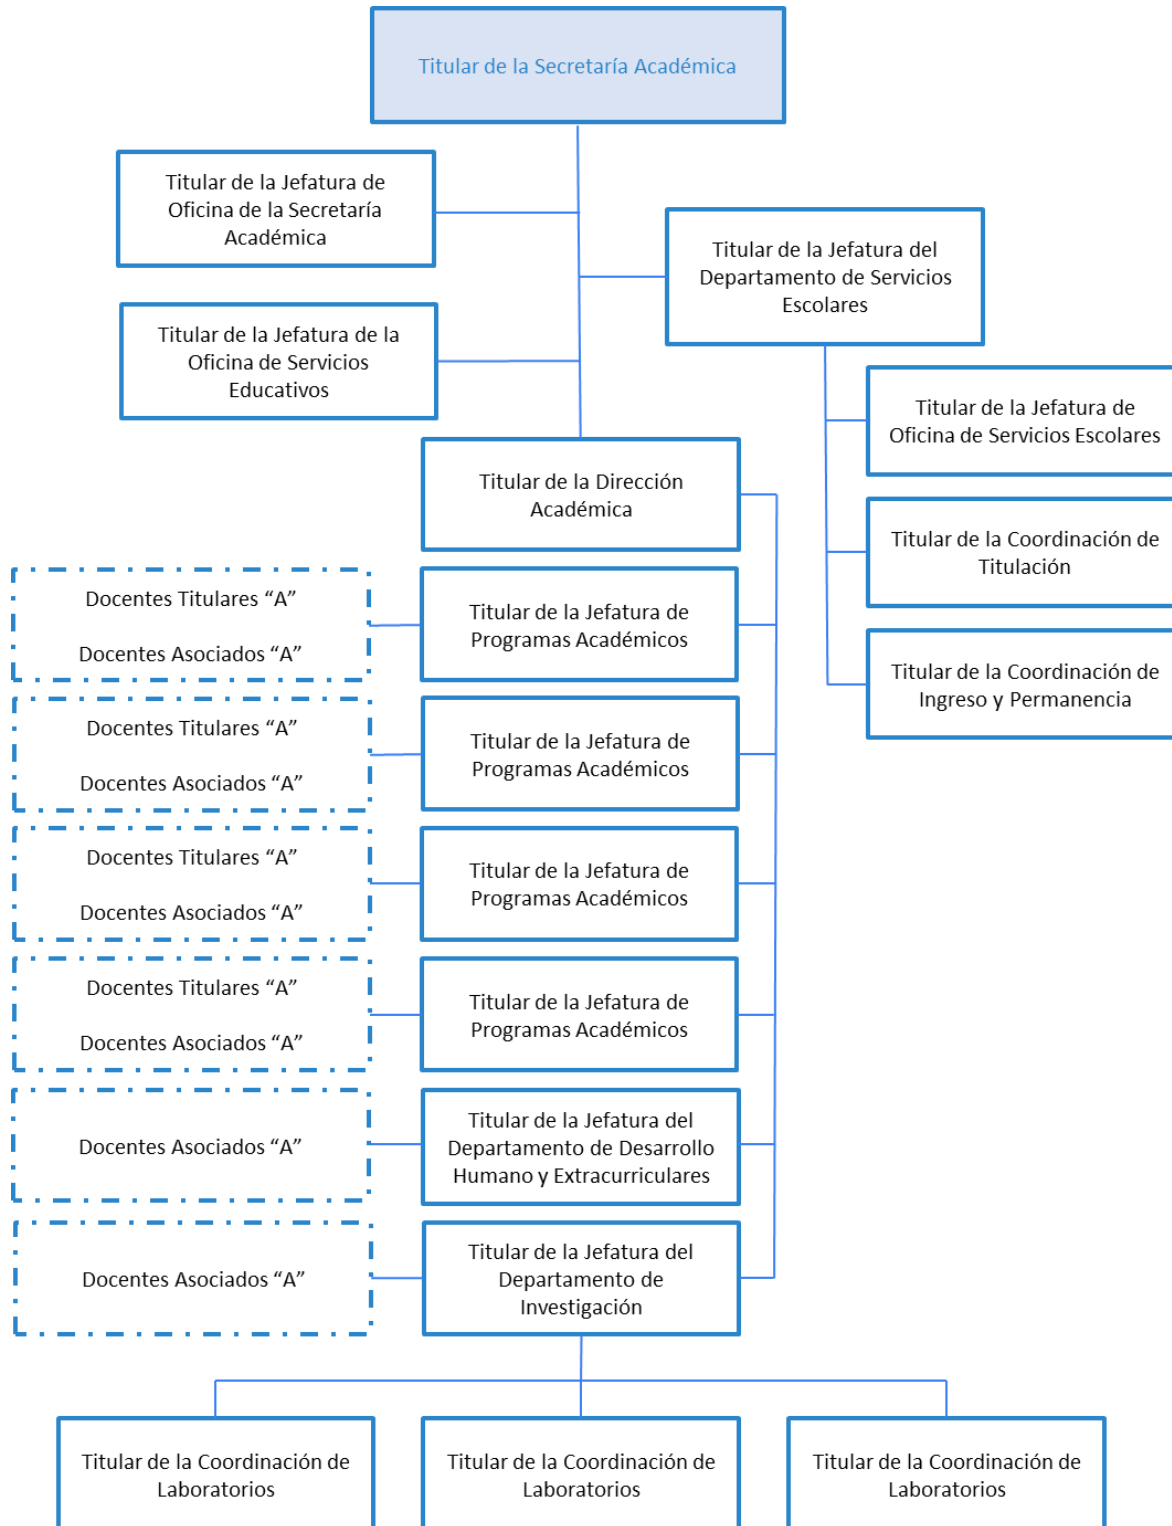 Titular de la Secretaría Académica
Titular de la Jefatura de
Oficina de la Secretaría
Académica
Titular de la Jefatura del
Departamento de Servicios
Escolares
Titular de la Jefatura de la
Oficina de Servicios
Educativos
Titular de la Jefatura de
Oficina de Servicios Escolares
Titular de la Dirección
Académica
Titular de la Coordinación de
Titulación
Docentes Titulares “A”
Docentes Asociados “A”
Titular de la Jefatura de
Programas Académicos
Titular de la Coordinación de
Ingreso y Permanencia
Docentes Titulares “A”
Docentes Asociados “A”
Titular de la Jefatura de
Programas Académicos
Docentes Titulares “A”
Docentes Asociados “A”
Titular de la Jefatura de
Programas Académicos
Docentes Titulares “A”
Docentes Asociados “A”
Titular de la Jefatura de
Programas Académicos
Docentes Asociados “A”
Titular de la Jefatura del
Departamento de Desarrollo
Humano y Extracurriculares
Docentes Asociados “A”
Titular de la Jefatura del
Departamento de
Investigación
Titular de la Coordinación de
Laboratorios
Titular de la Coordinación de
Laboratorios
Titular de la Coordinación de
Laboratorios